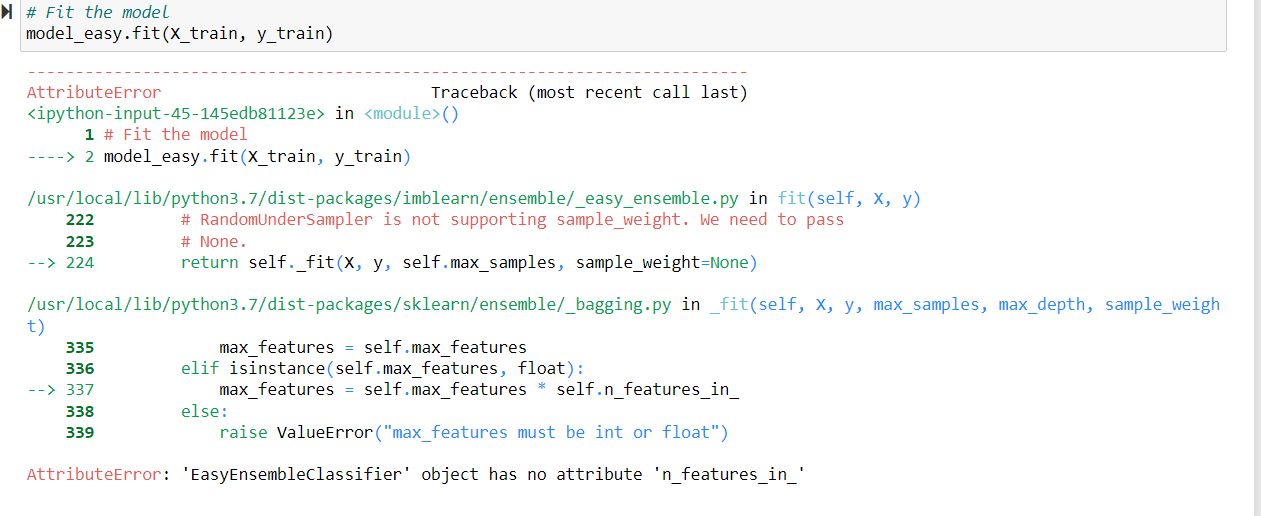 # Fit the model
model_easy.fit(X_train, y_train)
---------------------------------------------------------------------------
AttributeError                            Traceback (most recent call last)
<ipython-input-45-145edb81123e> in <module>()
      1 # Fit the model
----> 2 model_easy.fit(X_train, y_train)
/usr/local/lib/python3.7/dist-packages/imblearn/ensemble/_easy_ensemble.py in fit(self, X, y)
    222         # RandomUnderSampler is not supporting sample_weight. We need to pass
    223         # None.
--> 224         return self._fit(X, y, self.max_samples, sample_weight=None)
/usr/local/lib/python3.7/dist-packages/sklearn/ensemble/_bagging.py in _fit(self, X, y, max_samples, max_depth, sample_weigh
t)
    335             max_features = self.max_features
    336         elif isinstance(self.max_features, float):
--> 337             max_features = self.max_features * self.n_features_in_
    338         else:
    339             raise ValueError("max_features must be int or float")
AttributeError: 'EasyEnsembleClassifier' object has no attribute 'n_features_in_'